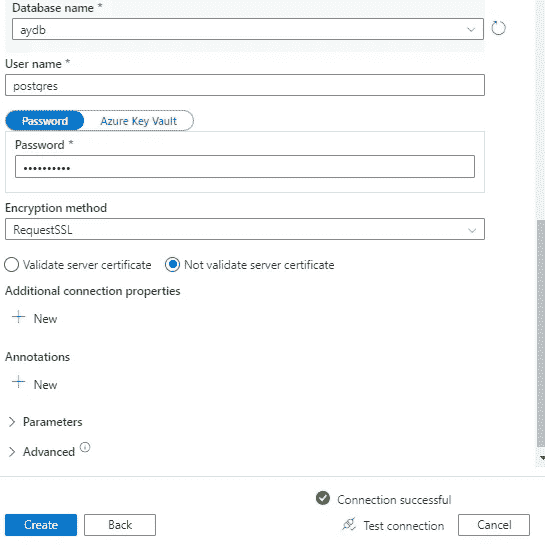 Database name *
aydb
User name *
postgres
Password Azure Key Vault
Password *
••••••••••
Encryption method
RequestSSL
Validate server certificate Not validate server certificate
Additional connection properties
+ New
Annotations
+ New
Parameters
Advanced
Connection successful
Create Back Test connection Cancel